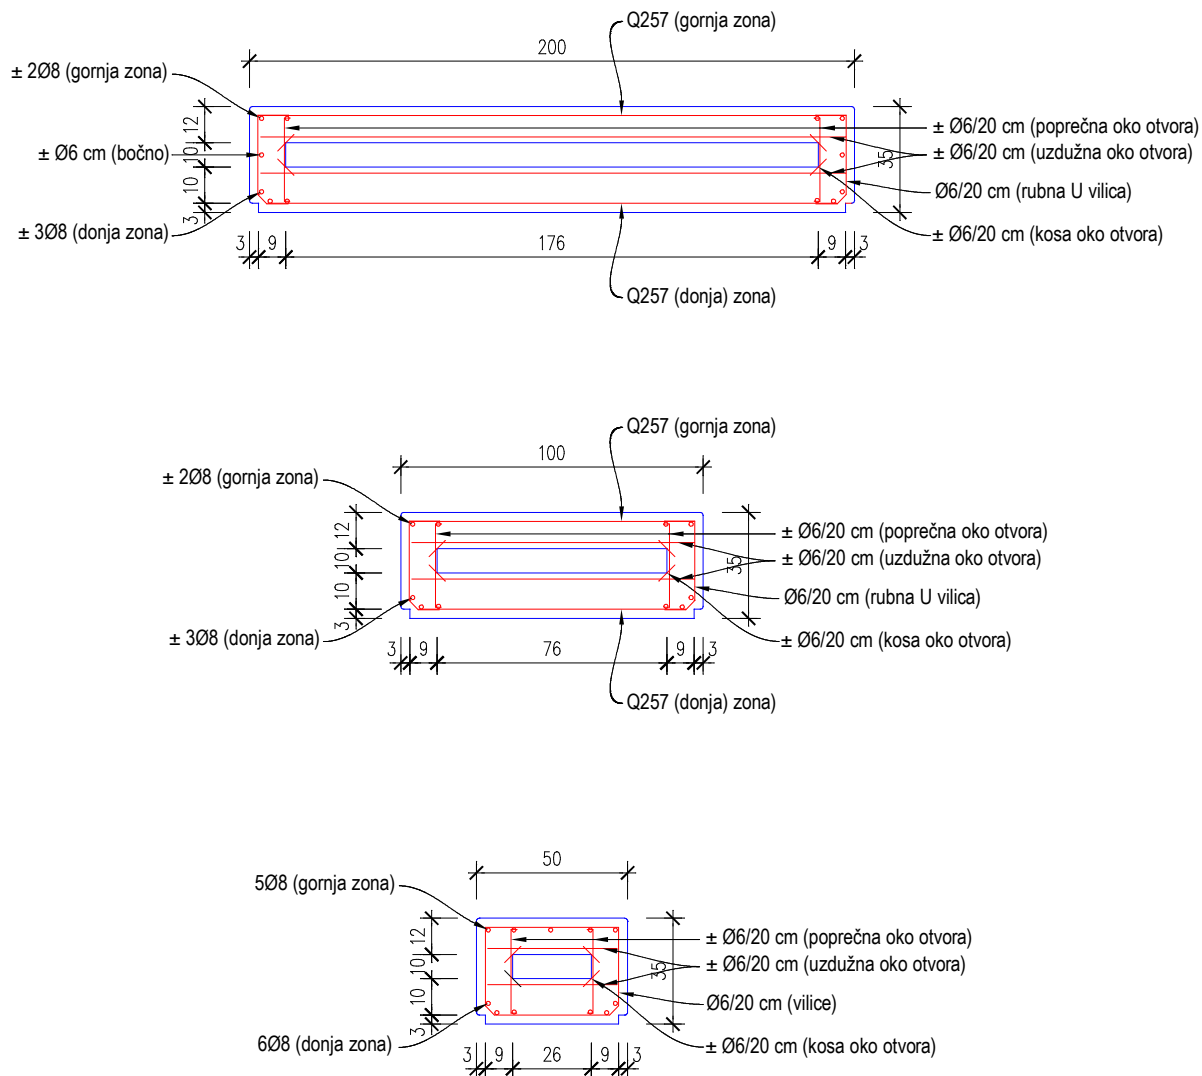 Q257 (gornja zona)
200
± 2Ø8 (gornja zona)
12
± Ø6/20 cm (poprečna oko otvora)
± Ø6 cm (bočno)
10
35
± Ø6/20 cm (uzdužna oko otvora)
10
Ø6/20 cm (rubna U vilica)
3
± 3Ø8 (donja zona)
± Ø6/20 cm (kosa oko otvora)
3 9 176 9 3
Q257 (donja) zona)
Q257 (gornja zona)
100
± 2Ø8 (gornja zona)
12
± Ø6/20 cm (poprečna oko otvora)
10
35
± Ø6/20 cm (uzdužna oko otvora)
10
Ø6/20 cm (rubna U vilica)
3
± 3Ø8 (donja zona)
± Ø6/20 cm (kosa oko otvora)
3 9 76 9 3
Q257 (donja) zona)
50
5Ø8 (gornja zona)
12
± Ø6/20 cm (poprečna oko otvora)
10
35
± Ø6/20 cm (uzdužna oko otvora)
10
Ø6/20 cm (vilice)
3
6Ø8 (donja zona)
± Ø6/20 cm (kosa oko otvora)
3 9 26 9 3